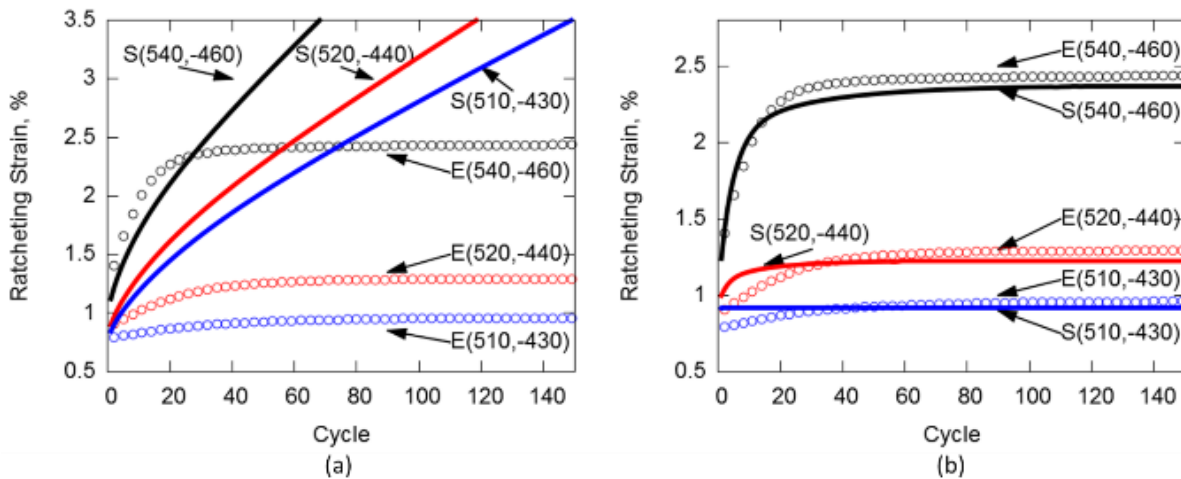 3.5
3
2.5
2
1.5
1
0.5
Ratcheting Strain, %
S(540,-460)
S(520,-440)
S(510,-430)
E(540,-460)
E(520,-440)
E(510,-430)
0 20 40 60 80 100 120 140
Cycle
(a)
2.5
2
1.5
1
0.5
Ratcheting Strain, %
E(540,-460)
S(540,-460)
S(520,-440)
E(520,-440)
E(510,-430)
S(510,-430)
0 20 40 60 80 100 120 140
Cycle
(b)